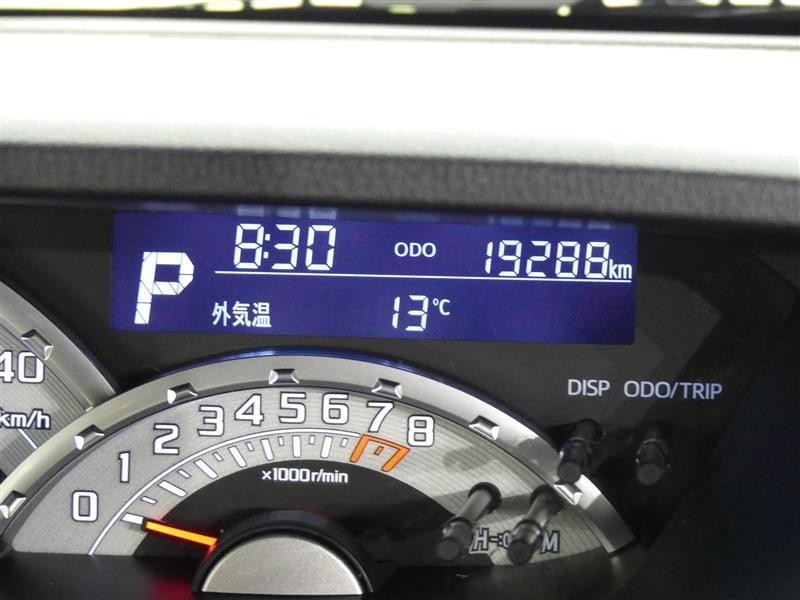 P 8:30 ODO 19288km
外気温 13°C
DISP ODO/TRIP
40
km/h
0 1 2 3 4 5 6 7 8
×1000r/min